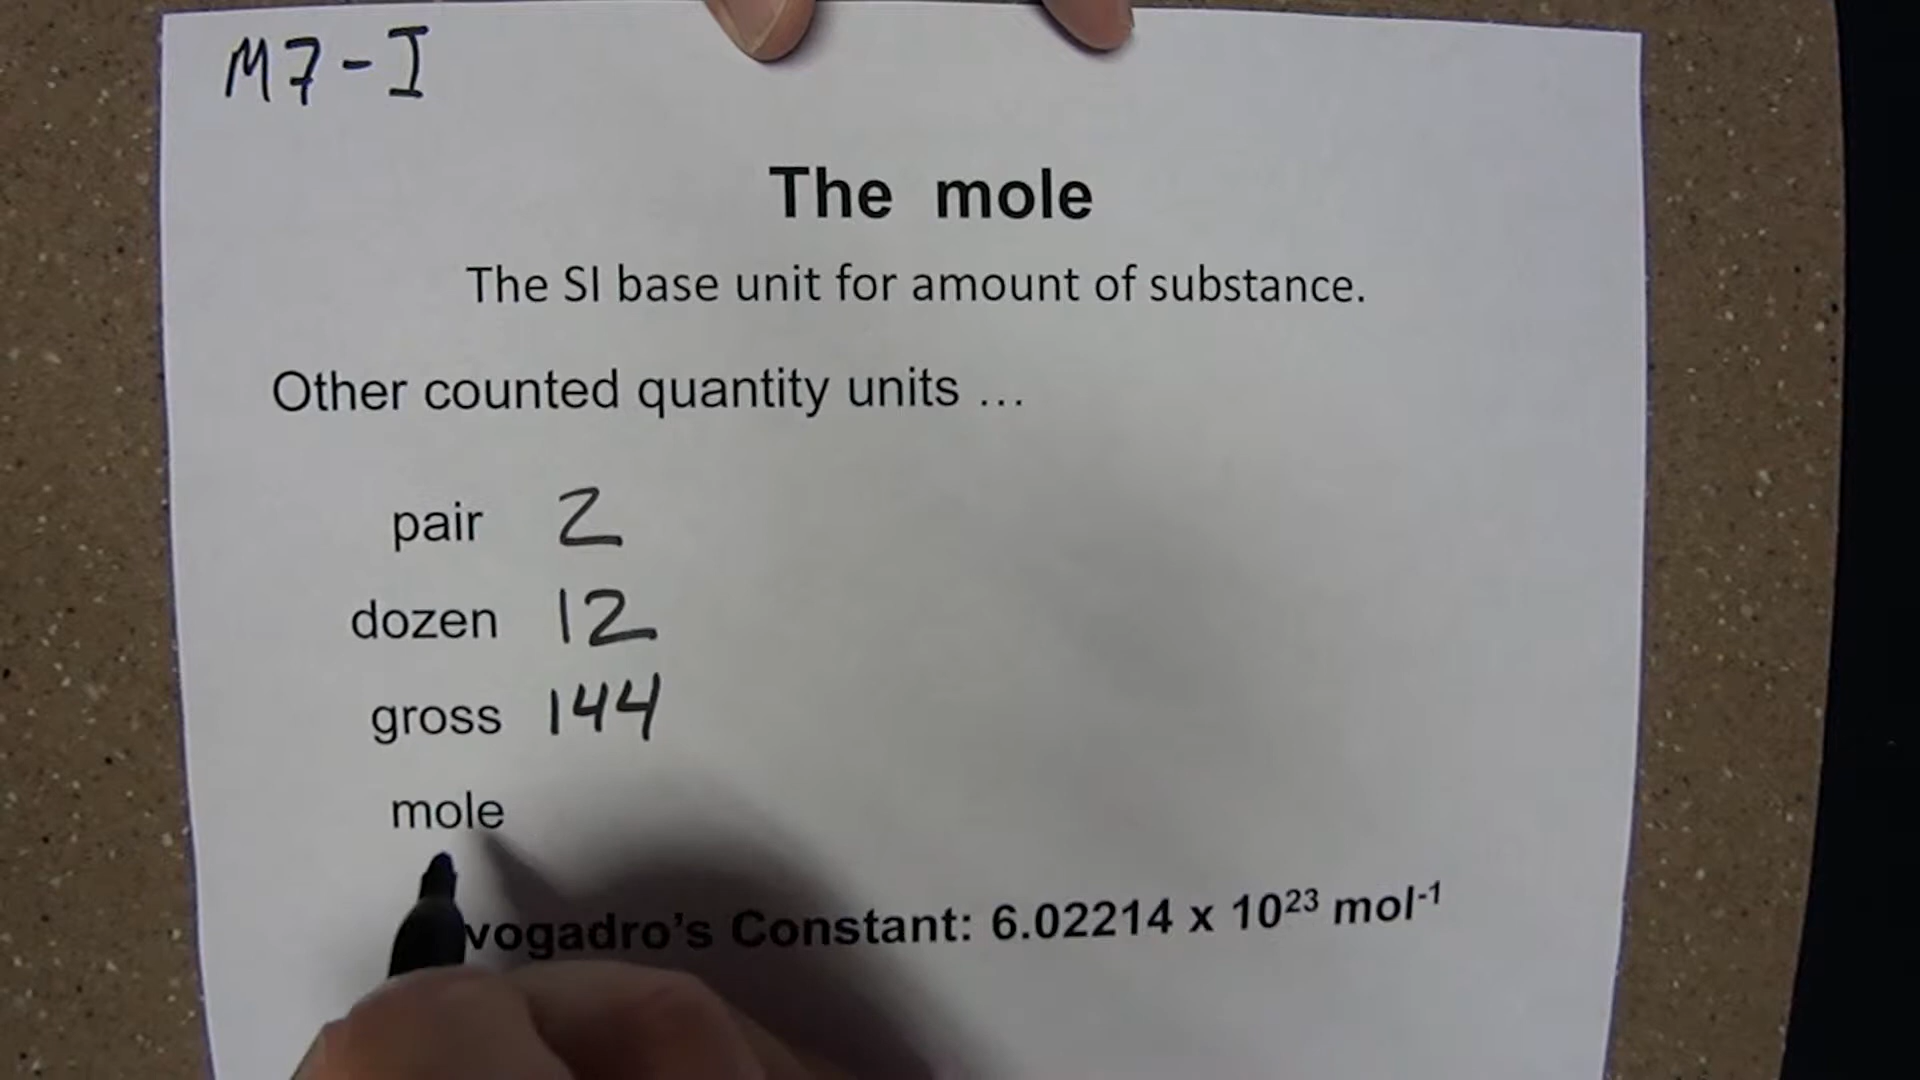 M7-I
The mole
The SI base unit for amount of substance.
Other counted quantity units …
pair 2
dozen 12
gross 144
mole
Constant: 6.02214 x 10²³ mol⁻¹